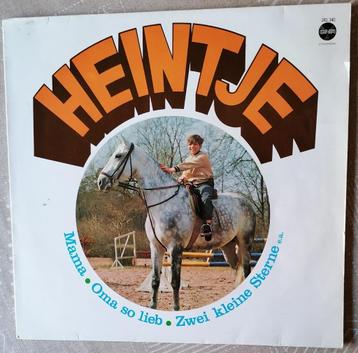 HEINTJE
Mama • Oma so lieb • Zwei kleine Sterne e.a.